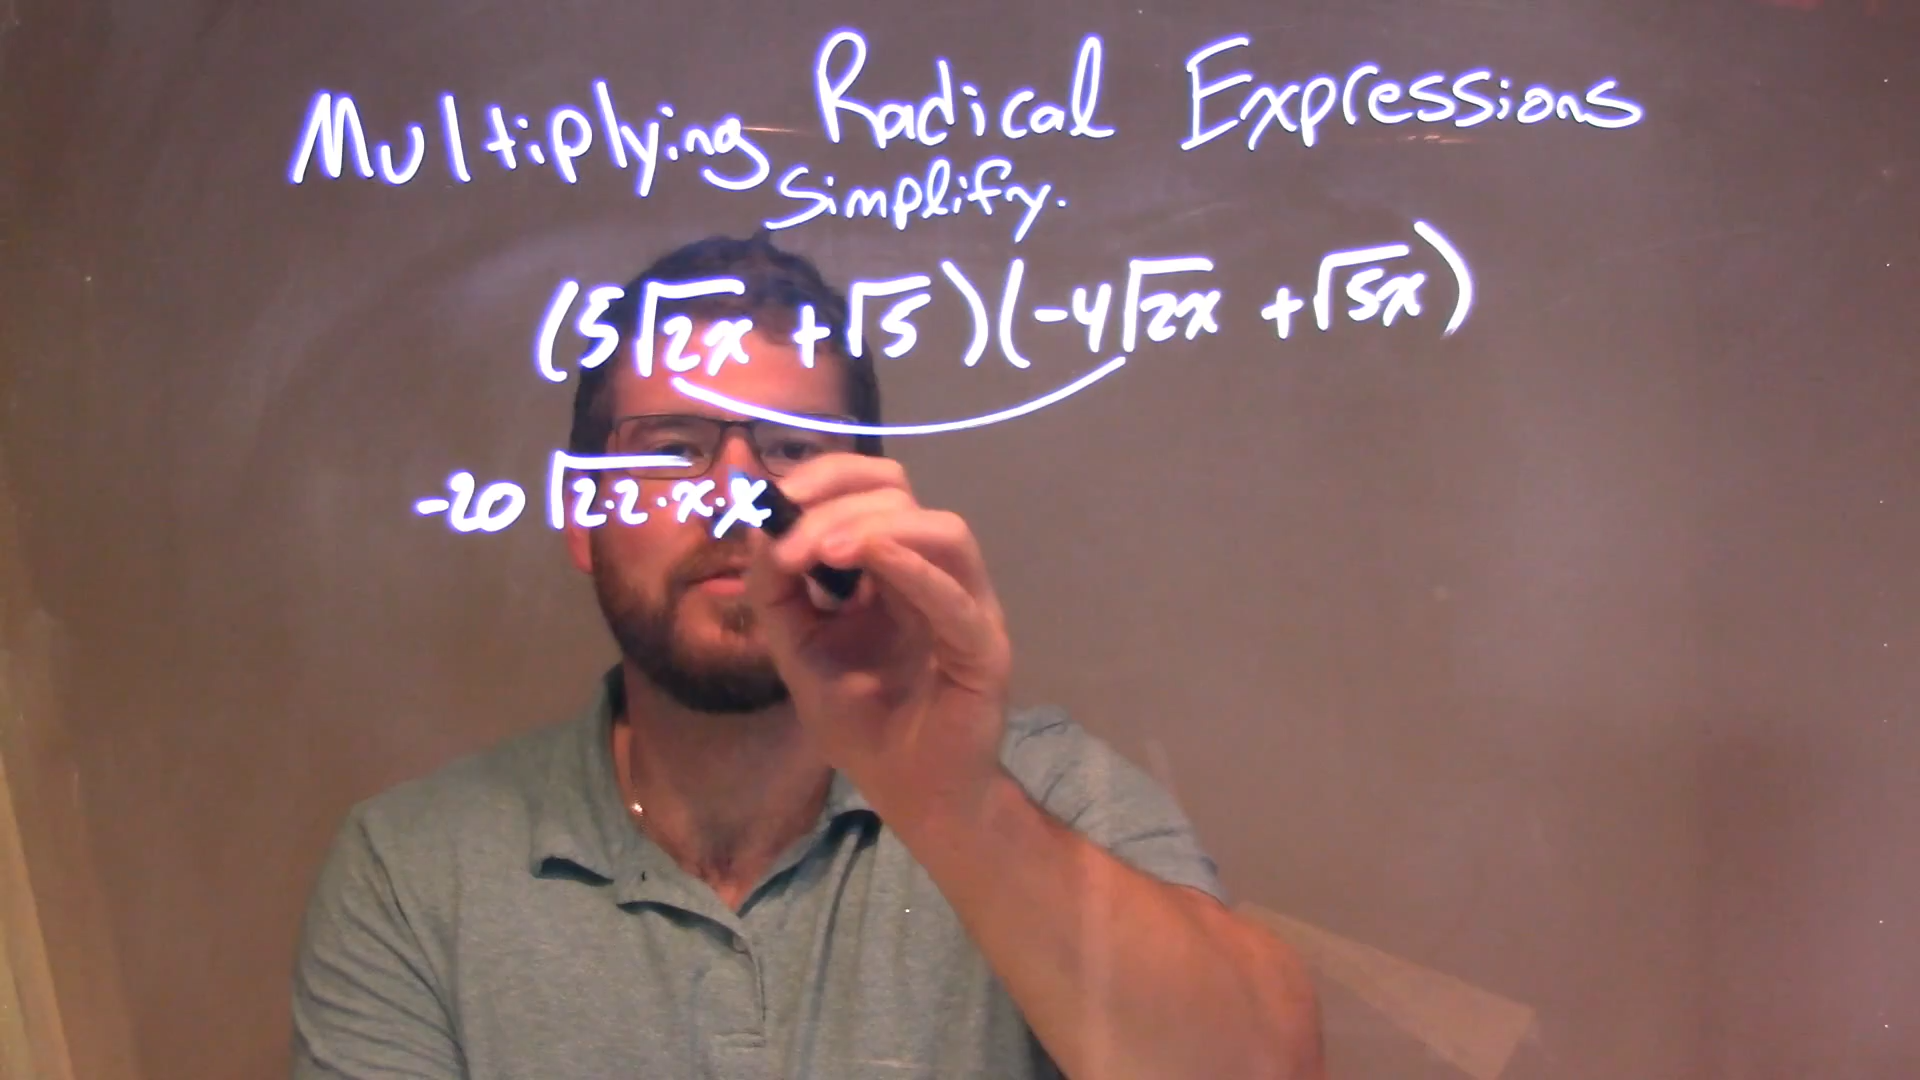 Multiplying Radical Expressions
Simplify.
(5√2x + √5)(-4√2x + √5x)
-20√2·2·x·x